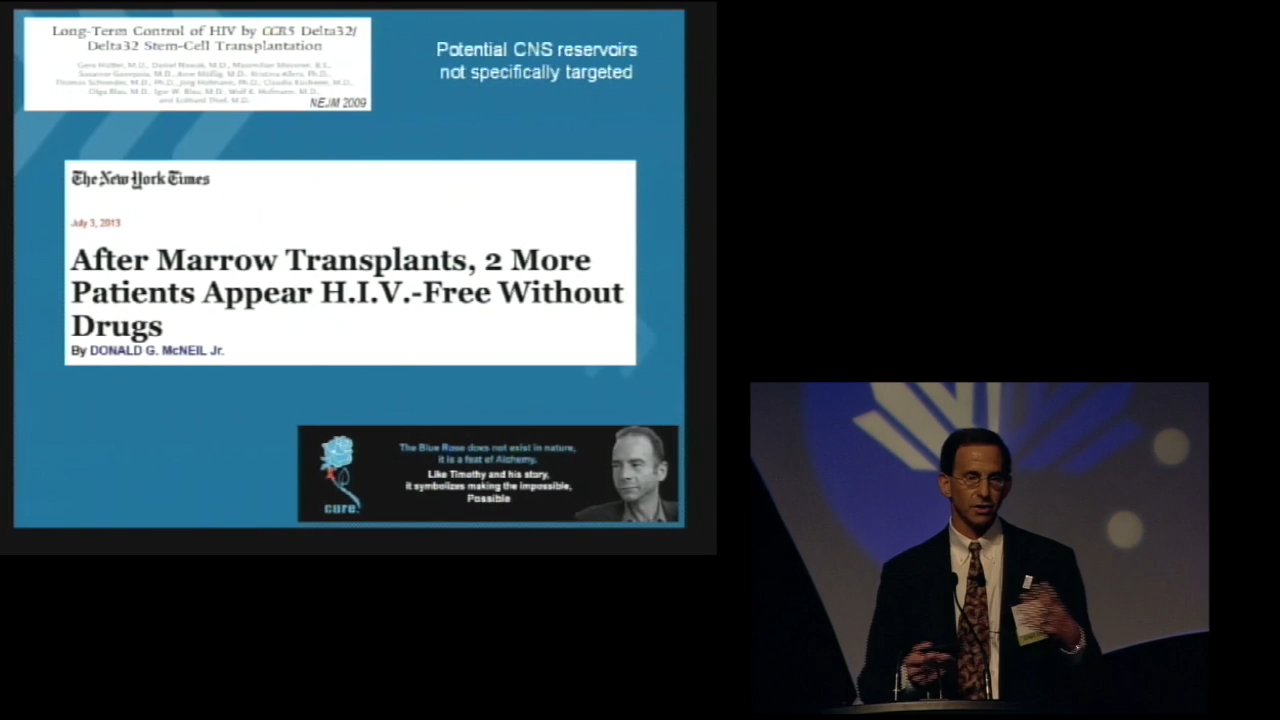 Long-Term Control of HIV by CCR5 Delta32/
Delta32 Stem-Cell Transplantation
NEJM 2009
Potential CNS reservoirs
not specifically targeted
The New York Times
July 3, 2013
After Marrow Transplants, 2 More
Patients Appear H.I.V.-Free Without
Drugs
By DONALD G. McNEIL Jr.
The Blue Rose does not exist in nature,
it is a feat of Alchemy.
Like Timothy and his story,
it symbolizes making the impossible,
Possible
cure.